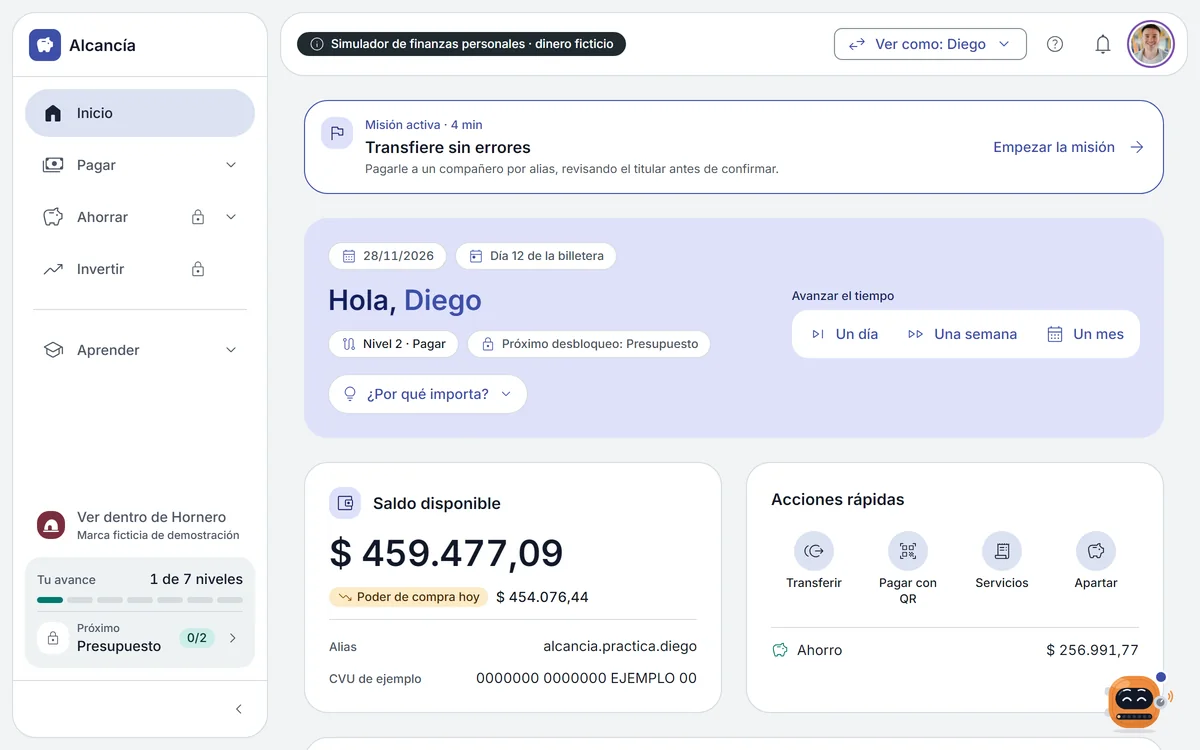 Alcancía
Inicio
Pagar
Ahorrar
Invertir
Aprender
Ver dentro de Hornero
Marca ficticia de demostración
Tu avance
1 de 7 niveles
Próximo
Presupuesto
0/2
Simulador de finanzas personales · dinero ficticio
Ver como: Diego
Misión activa · 4 min
Transfiere sin errores
Pagarle a un compañero por alias, revisando el titular antes de confirmar.
Empezar la misión
28/11/2026
Día 12 de la billetera
Hola, Diego
Nivel 2 · Pagar
Próximo desbloqueo: Presupuesto
¿Por qué importa?
Avanzar el tiempo
Un día
Una semana
Un mes
Saldo disponible
$ 459.477,09
Poder de compra hoy
$ 454.076,44
Alias
alcancia.practica.diego
CVU de ejemplo
0000000 0000000 EJEMPLO 00
Acciones rápidas
Transferir
Pagar con
QR
Servicios
Apartar
Ahorro
$ 256.991,77